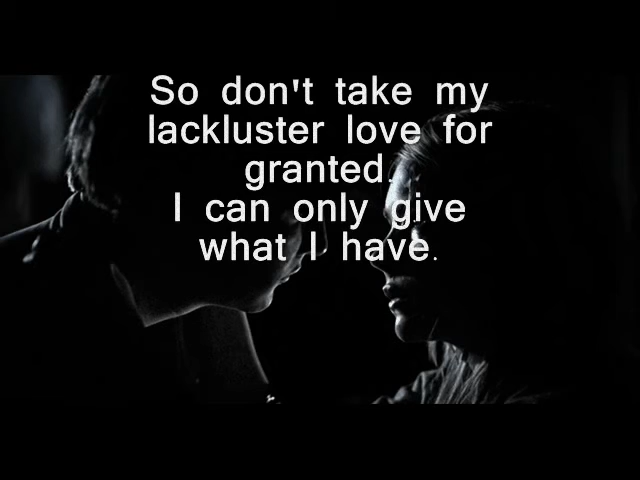 So don't take my
lackluster love for
granted.
I can only give
what I have.